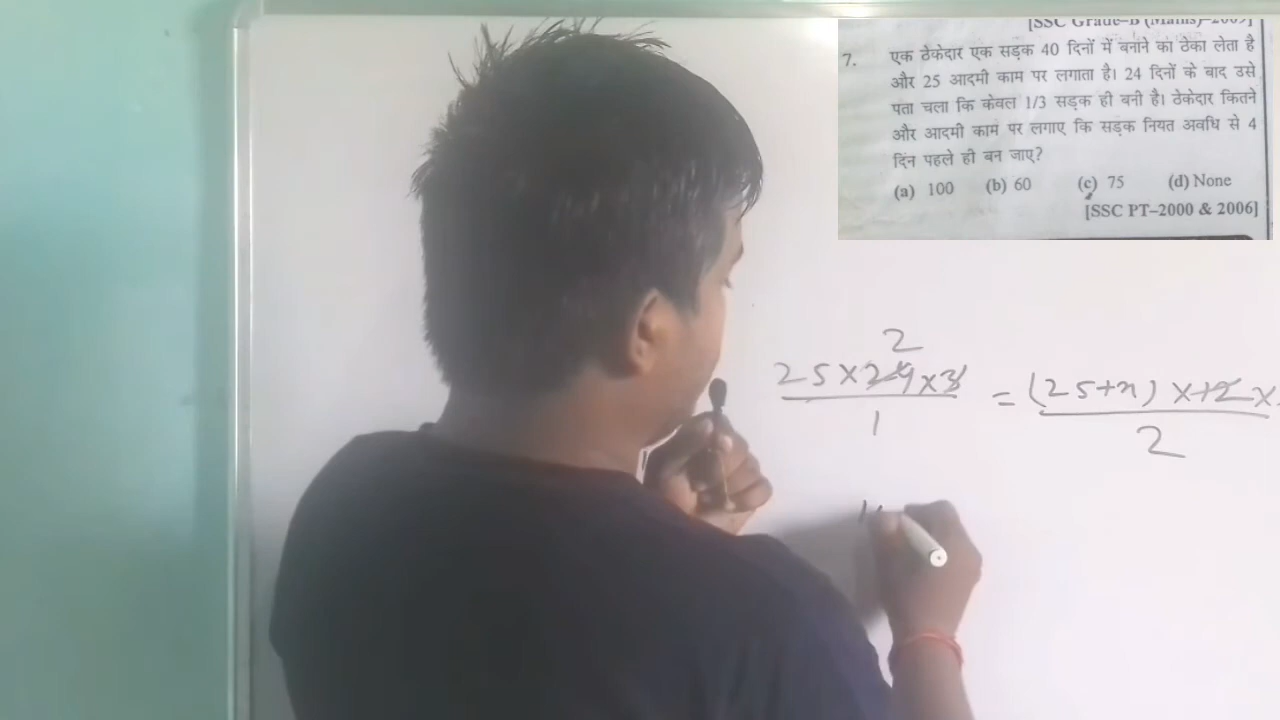 [SSC Grade-B (Mains)-2009]
7. एक ठेकेदार एक सड़क 40 दिनों में बनाने का ठेका लेता है
और 25 आदमी काम पर लगाता है। 24 दिनों के बाद उसे
पता चला कि केवल 1/3 सड़क ही बनी है। ठेकेदार कितने
और आदमी काम पर लगाए कि सड़क नियत अवधि से 4
दिन पहले ही बन जाए?
(a) 100 (b) 60 (c) 75 (d) None
[SSC PT–2000 & 2006]
2
25×24×3 = (25+x) ×12×
1 2